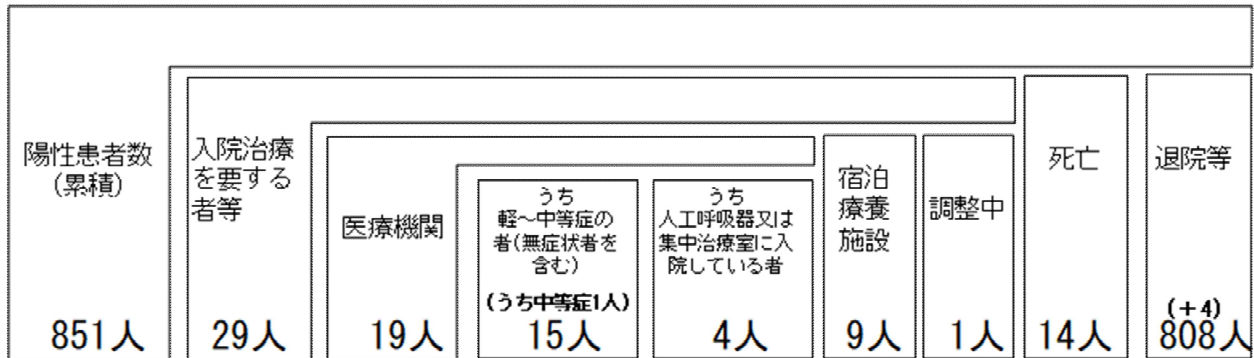 陽性患者数
(累積)
851人
入院治療
を要する
者等
29人
医療機関
19人
うち
軽~中等症の
者(無症状者を
含む)
(うち中等症1人)
15人
うち
人工呼吸器又は
集中治療室に入
院している者
4人
宿泊
療養
施設
9人
調整中
1人
死亡
14人
退院等
(+4)
808人